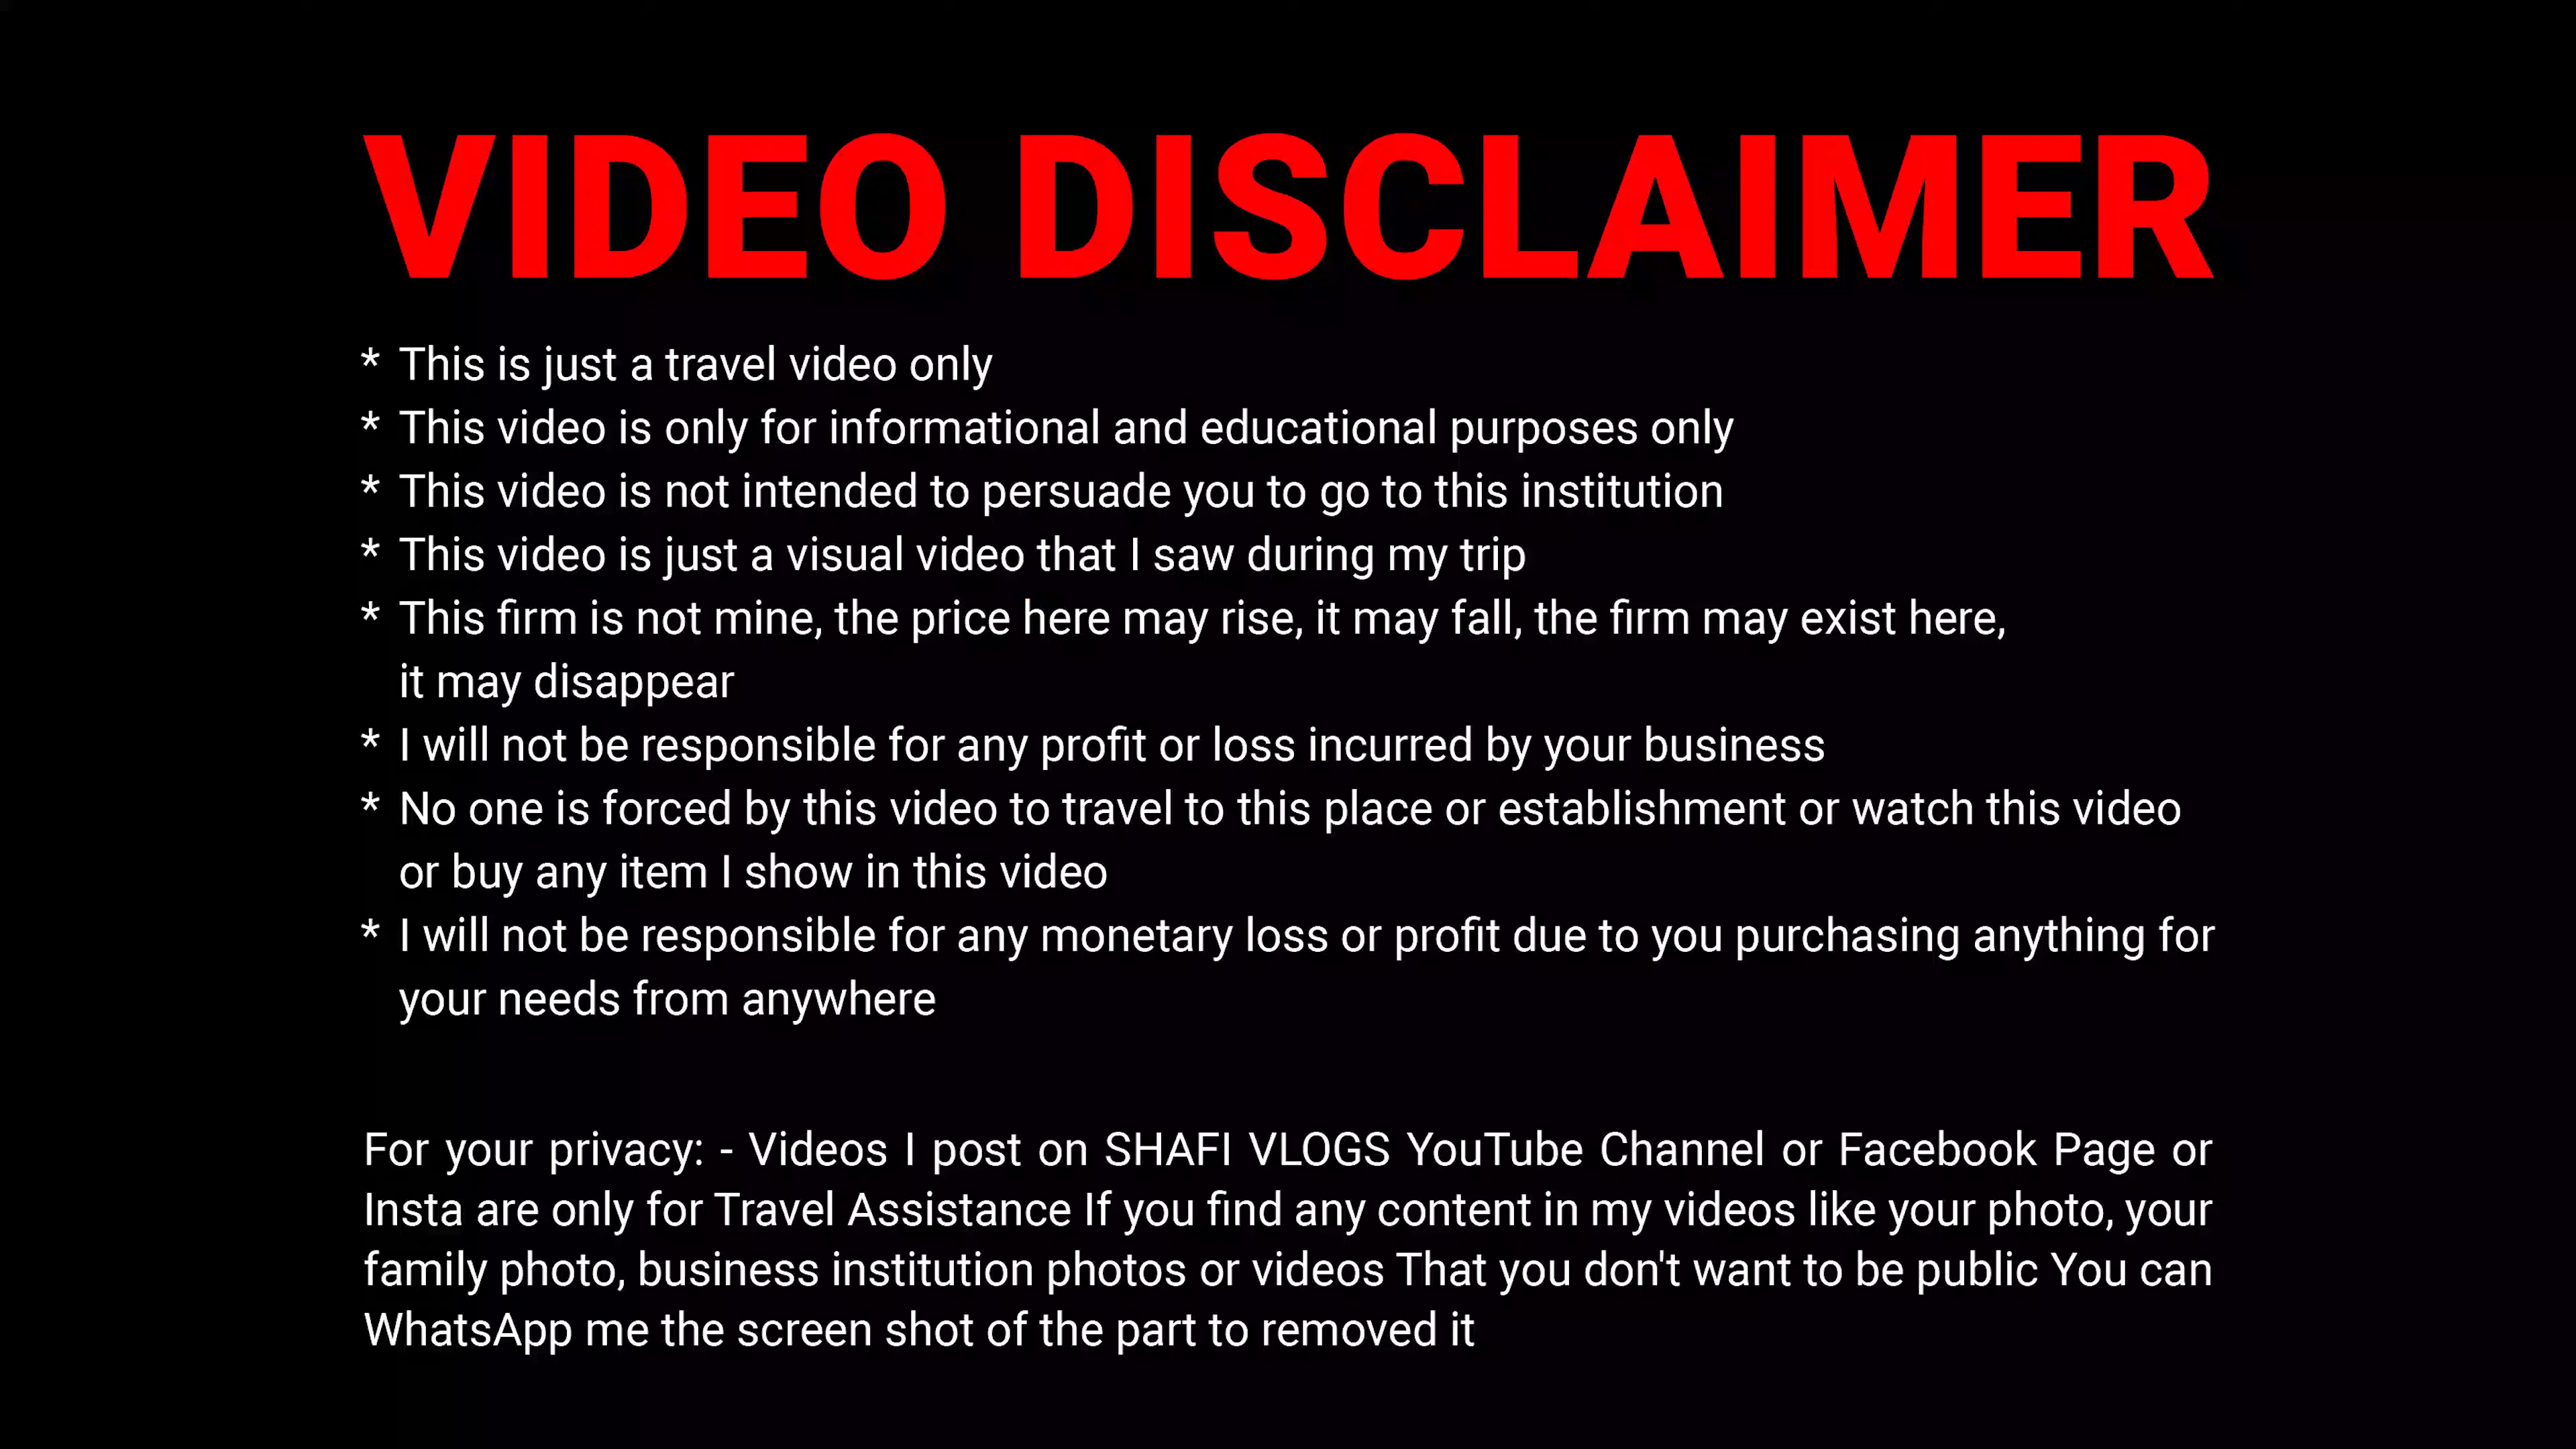 VIDEO DISCLAIMER
* This is just a travel video only
* This video is only for informational and educational purposes only
* This video is not intended to persuade you to go to this institution
* This video is just a visual video that I saw during my trip
* This firm is not mine, the price here may rise, it may fall, the firm may exist here,
it may disappear
* I will not be responsible for any profit or loss incurred by your business
* No one is forced by this video to travel to this place or establishment or watch this video
or buy any item I show in this video
* I will not be responsible for any monetary loss or profit due to you purchasing anything for
your needs from anywhere
For your privacy: - Videos I post on SHAFI VLOGS YouTube Channel or Facebook Page or
Insta are only for Travel Assistance If you find any content in my videos like your photo, your
family photo, business institution photos or videos That you don't want to be public You can
WhatsApp me the screen shot of the part to removed it